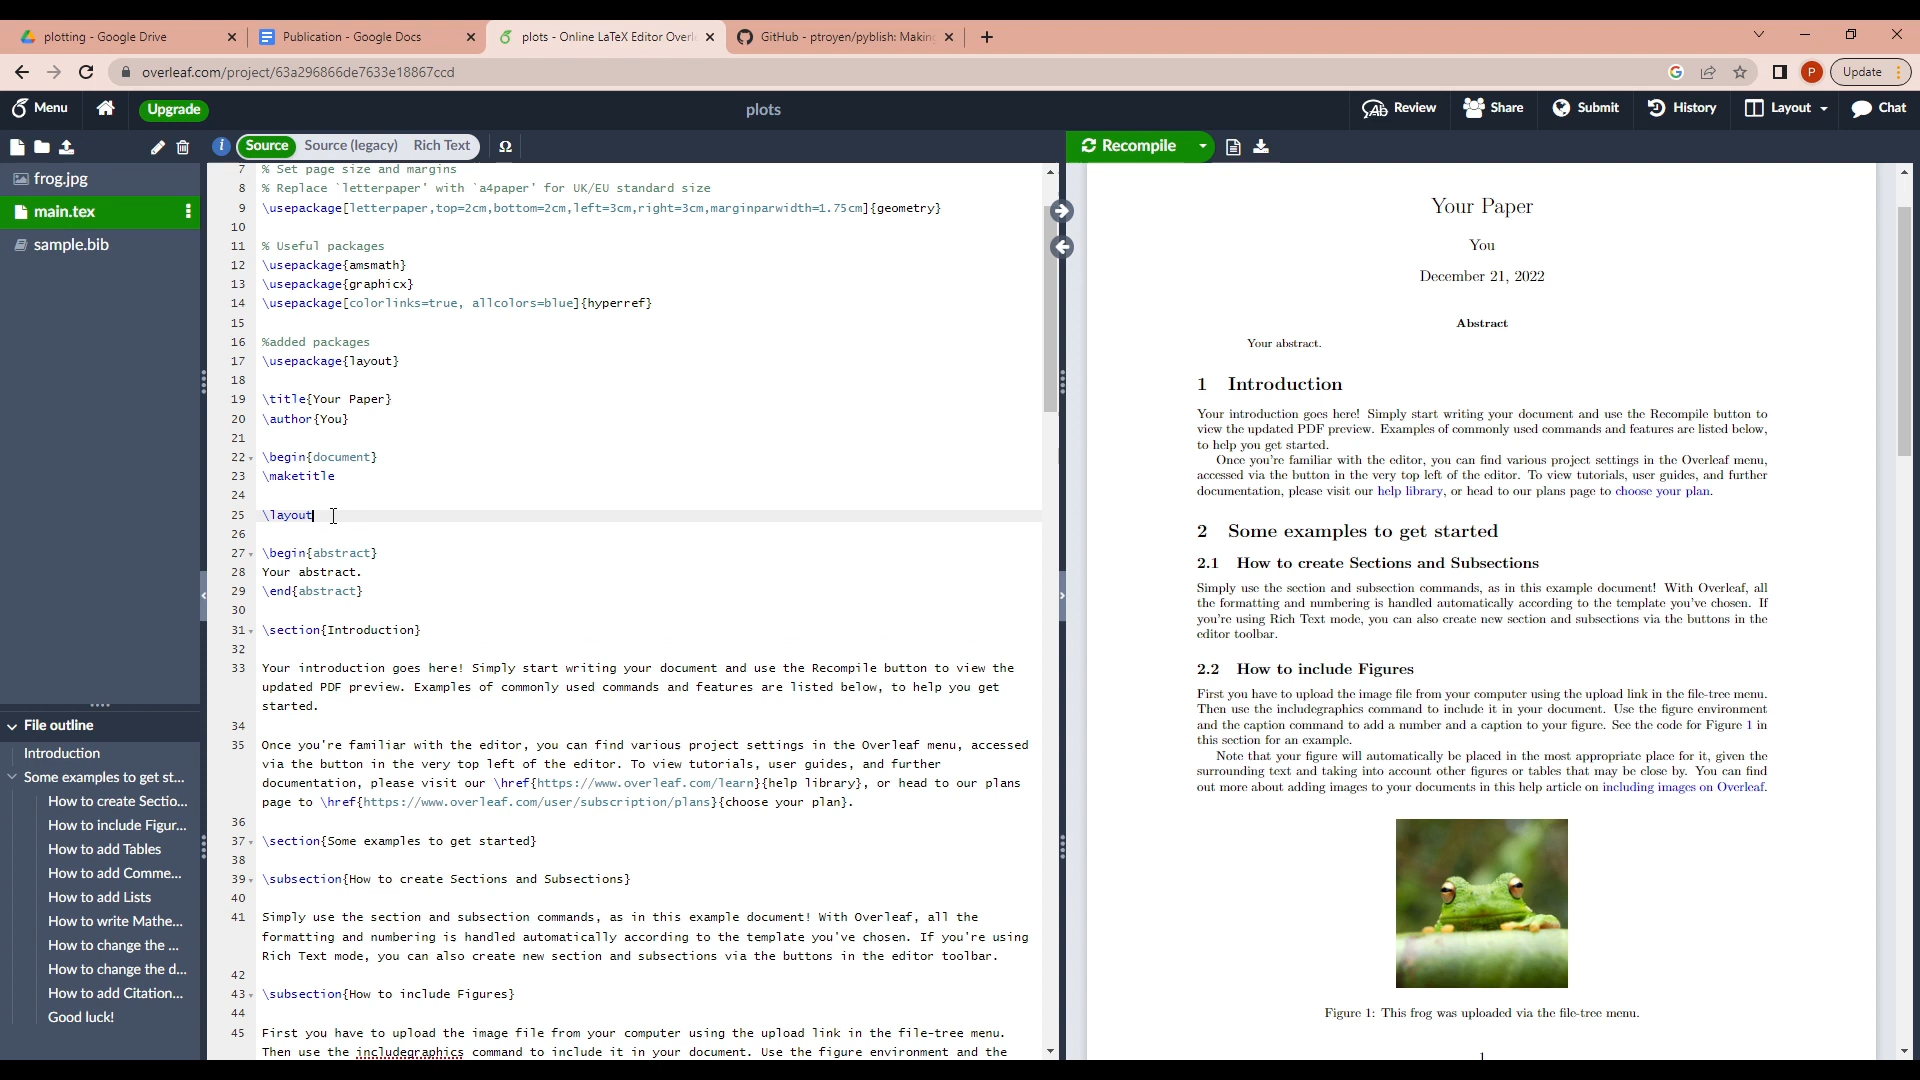 plotting - Google Drive
Publication - Google Docs
plots - Online LaTeX Editor Overl
GitHub - ptroyen/pyblish: Making
overleaf.com/project/63a296866de7633e18867ccd
P
Update
Menu
Upgrade
plots
Review
Share
Submit
History
Layout
Chat
Source
Source (legacy)
Rich Text
Ω
Recompile
frog.jpg
main.tex
sample.bib
File outline
Introduction
Some examples to get st...
How to create Sectio...
How to include Figur...
How to add Tables
How to add Comme...
How to add Lists
How to write Mathe...
How to change the ...
How to change the d...
How to add Citation...
Good luck!
7 % Set page size and margins
8 % Replace `letterpaper' with `a4paper' for UK/EU standard size
9 \usepackage[letterpaper,top=2cm,bottom=2cm,left=3cm,right=3cm,marginparwidth=1.75cm]{geometry}
10
11 % Useful packages
12 \usepackage{amsmath}
13 \usepackage{graphicx}
14 \usepackage[colorlinks=true, allcolors=blue]{hyperref}
15
16 %added packages
17 \usepackage{layout}
18
19 \title{Your Paper}
20 \author{You}
21
22 \begin{document}
23 \maketitle
24
25 \layout
26
27 \begin{abstract}
28 Your abstract.
29 \end{abstract}
30
31 \section{Introduction}
32
33 Your introduction goes here! Simply start writing your document and use the Recompile button to view the
updated PDF preview. Examples of commonly used commands and features are listed below, to help you get
started.
34
35 Once you're familiar with the editor, you can find various project settings in the Overleaf menu, accessed
via the button in the very top left of the editor. To view tutorials, user guides, and further
documentation, please visit our \href{https://www.overleaf.com/learn}{help library}, or head to our plans
page to \href{https://www.overleaf.com/user/subscription/plans}{choose your plan}.
36
37 \section{Some examples to get started}
38
39 \subsection{How to create Sections and Subsections}
40
41 Simply use the section and subsection commands, as in this example document! With Overleaf, all the
formatting and numbering is handled automatically according to the template you've chosen. If you're using
Rich Text mode, you can also create new section and subsections via the buttons in the editor toolbar.
42
43 \subsection{How to include Figures}
44
45 First you have to upload the image file from your computer using the upload link in the file-tree menu.
Then use the includegraphics command to include it in your document. Use the figure environment and the
Your Paper
You
December 21, 2022
Abstract
Your abstract.
1 Introduction
Your introduction goes here! Simply start writing your document and use the Recompile button to
view the updated PDF preview. Examples of commonly used commands and features are listed below,
to help you get started.
Once you're familiar with the editor, you can find various project settings in the Overleaf menu,
accessed via the button in the very top left of the editor. To view tutorials, user guides, and further
documentation, please visit our help library, or head to our plans page to choose your plan.
2 Some examples to get started
2.1 How to create Sections and Subsections
Simply use the section and subsection commands, as in this example document! With Overleaf, all
the formatting and numbering is handled automatically according to the template you've chosen. If
you're using Rich Text mode, you can also create new section and subsections via the buttons in the
editor toolbar.
2.2 How to include Figures
First you have to upload the image file from your computer using the upload link in the file-tree menu.
Then use the includegraphics command to include it in your document. Use the figure environment
and the caption command to add a number and a caption to your figure. See the code for Figure 1 in
this section for an example.
Note that your figure will automatically be placed in the most appropriate place for it, given the
surrounding text and taking into account other figures or tables that may be close by. You can find
out more about adding images to your documents in this help article on including images on Overleaf.
Figure 1: This frog was uploaded via the file-tree menu.
1